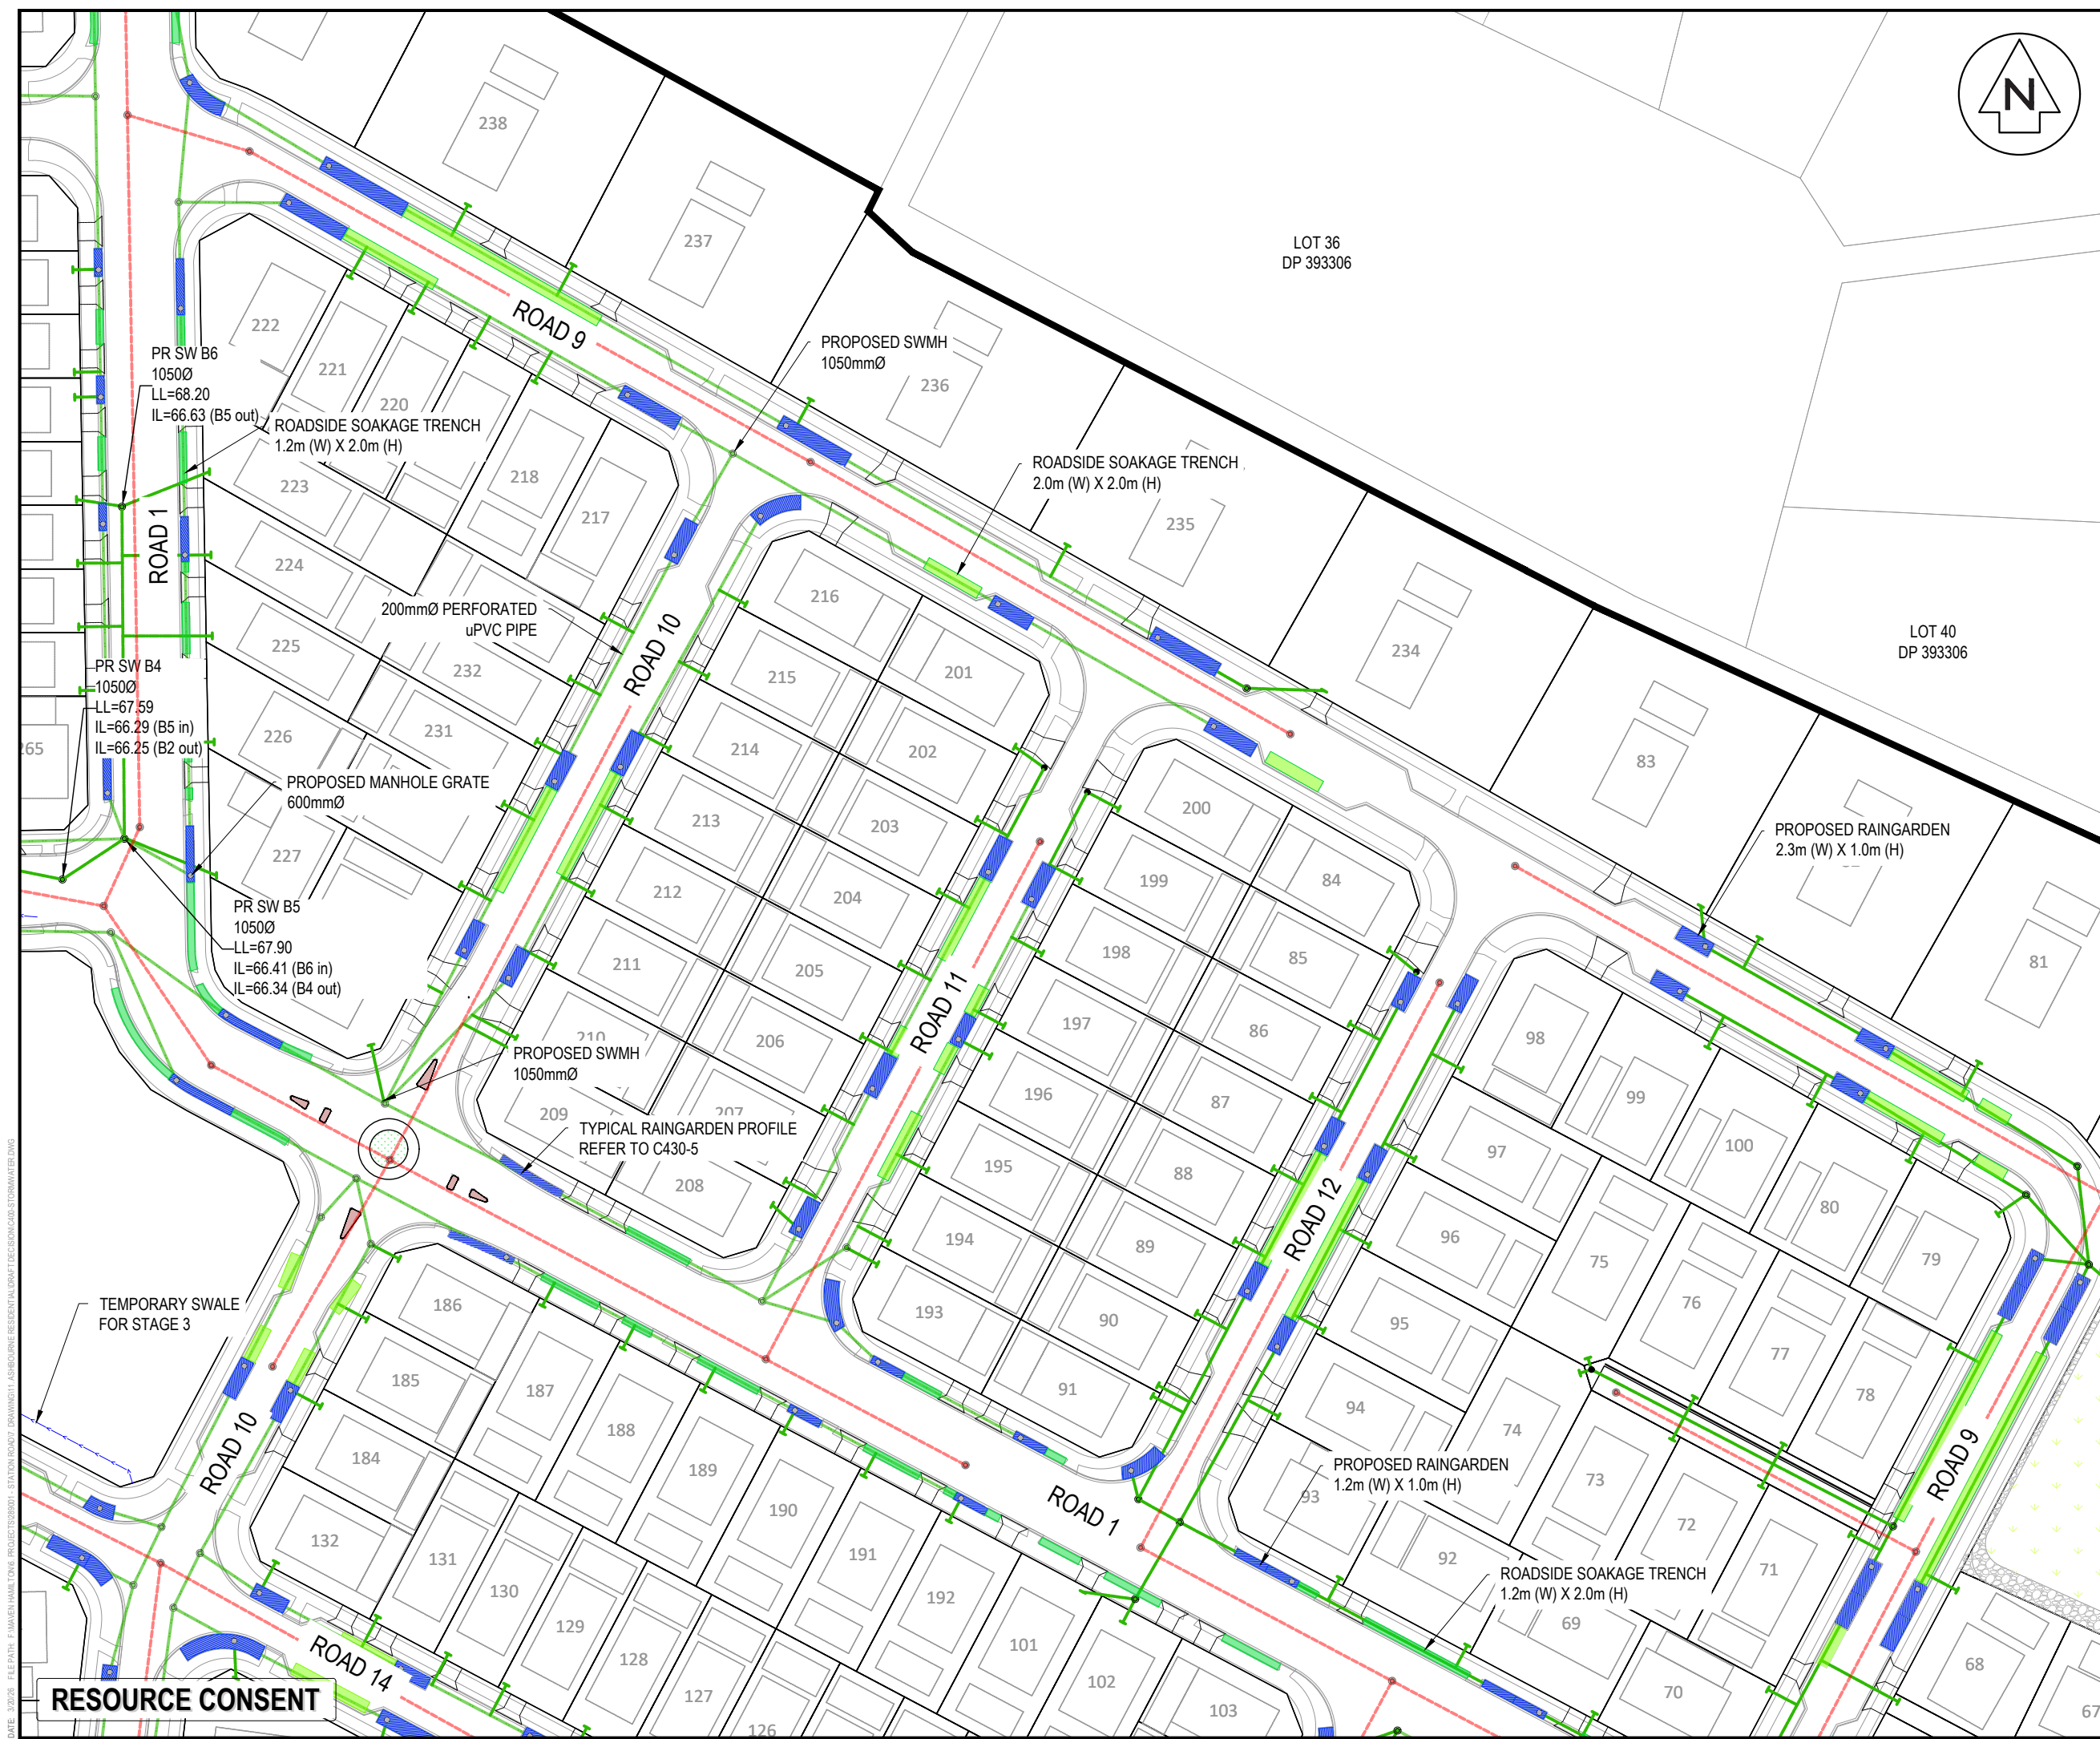 N
238
237
LOT 36
DP 393306
ROAD 9
222
221
220
PR SW B6
1050Ø
LL=68.20
IL=66.63 (B5 out)
ROADSIDE SOAKAGE TRENCH
1.2m (W) X 2.0m (H)
PROPOSED SWMH
1050mmØ
236
ROADSIDE SOAKAGE TRENCH
2.0m (W) X 2.0m (H)
235
218
217
223
224
ROAD 1
225
200mmØ PERFORATED
uPVC PIPE
ROAD 10
232
231
226
227
216
215
214
213
212
211
210
209
201
202
203
204
205
206
207
208
234
LOT 40
DP 393306
83
PR SW B4
1050Ø
LL=67.59
IL=66.29 (B5 in)
IL=66.25 (B2 out)
265
PROPOSED MANHOLE GRATE
600mmØ
PR SW B5
1050Ø
LL=67.90
IL=66.41 (B6 in)
IL=66.34 (B4 out)
PROPOSED RAINGARDEN
2.3m (W) X 1.0m (H)
81
200
199
198
197
196
195
194
193
84
85
86
87
88
89
90
91
ROAD 11
ROAD 12
PROPOSED SWMH
1050mmØ
TYPICAL RAINGARDEN PROFILE
REFER TO C430-5
98
99
100
80
79
97
96
95
94
93
92
75
76
77
78
74
73
72
71
69
70
68
67
ROAD 9
TEMPORARY SWALE
FOR STAGE 3
186
185
184
132
187
188
189
190
191
192
131
130
129
128
127
126
101
102
103
ROAD 10
ROAD 1
ROAD 14
PROPOSED RAINGARDEN
1.2m (W) X 1.0m (H)
ROADSIDE SOAKAGE TRENCH
1.2m (W) X 2.0m (H)
RESOURCE CONSENT